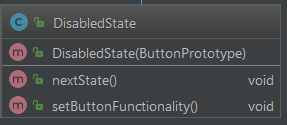 C DisabledState
m DisabledState(ButtonPrototype)
m nextState() void
m setButtonFunctionality() void